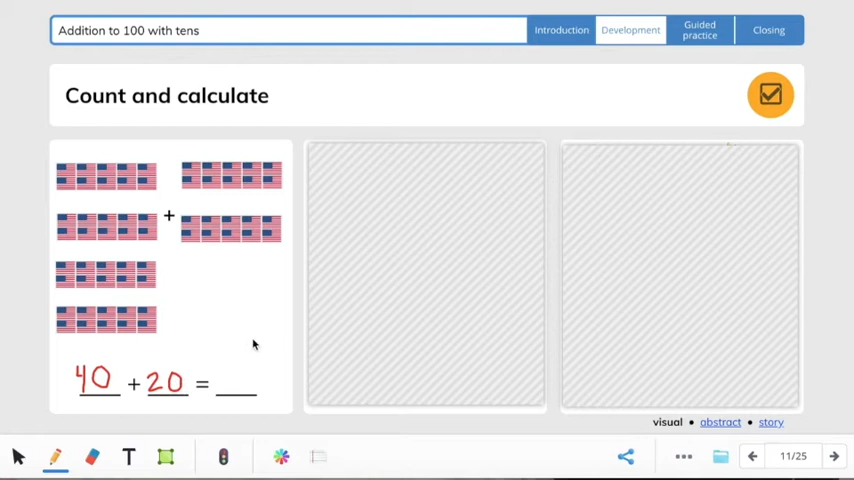 Addition to 100 with tens
Introduction
Development
Guided
practice
Closing
Count and calculate
+
40 + 20 = ___
visual • abstract • story
T
11/25